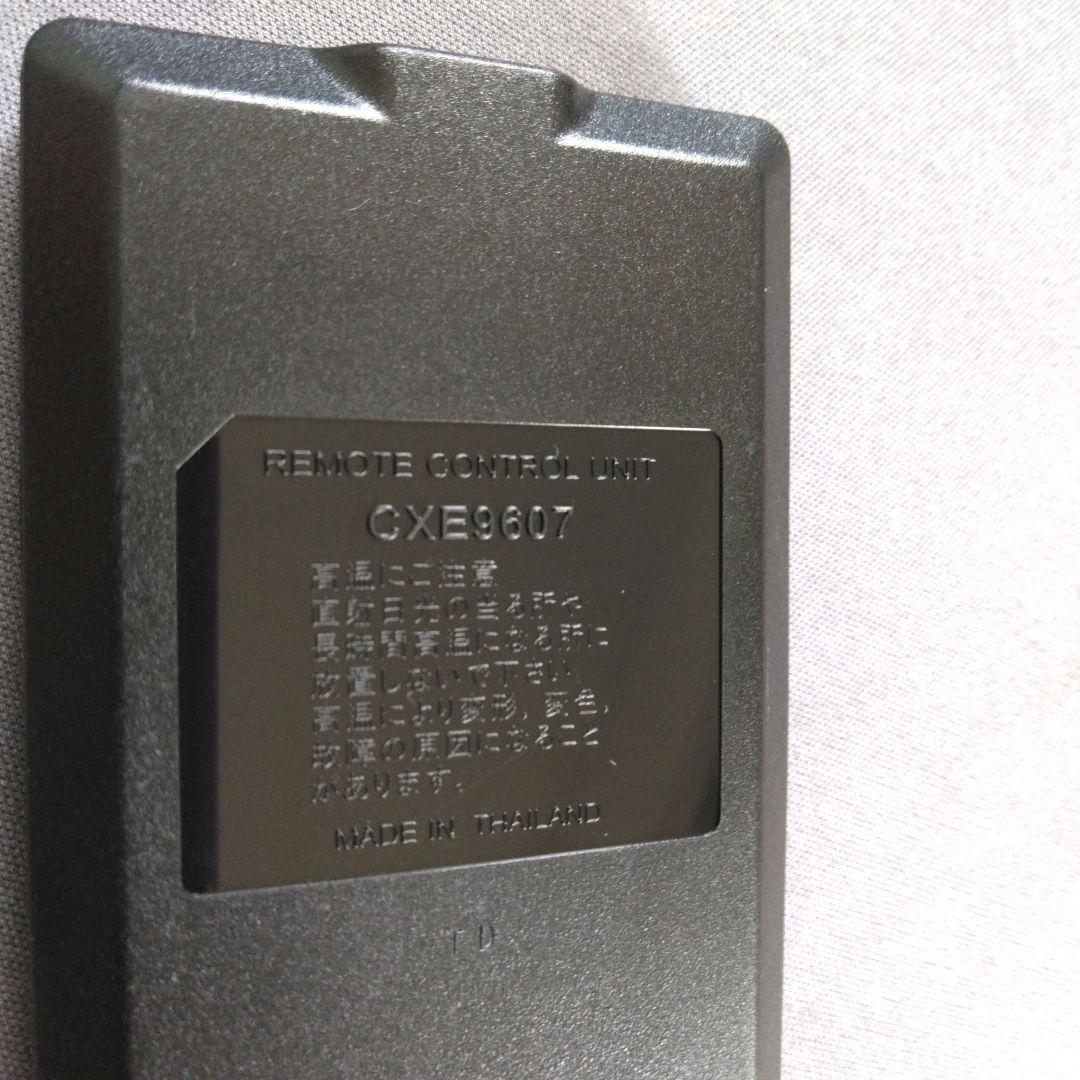 REMOTE CONTROL UNIT
CXE9607
高温にご注意
直射日光の当る所や、
長時間高温になる所に
放置しないで下さい。
高温により変形、変色、
故障の原因になること
があります。
MADE IN THAILAND
D